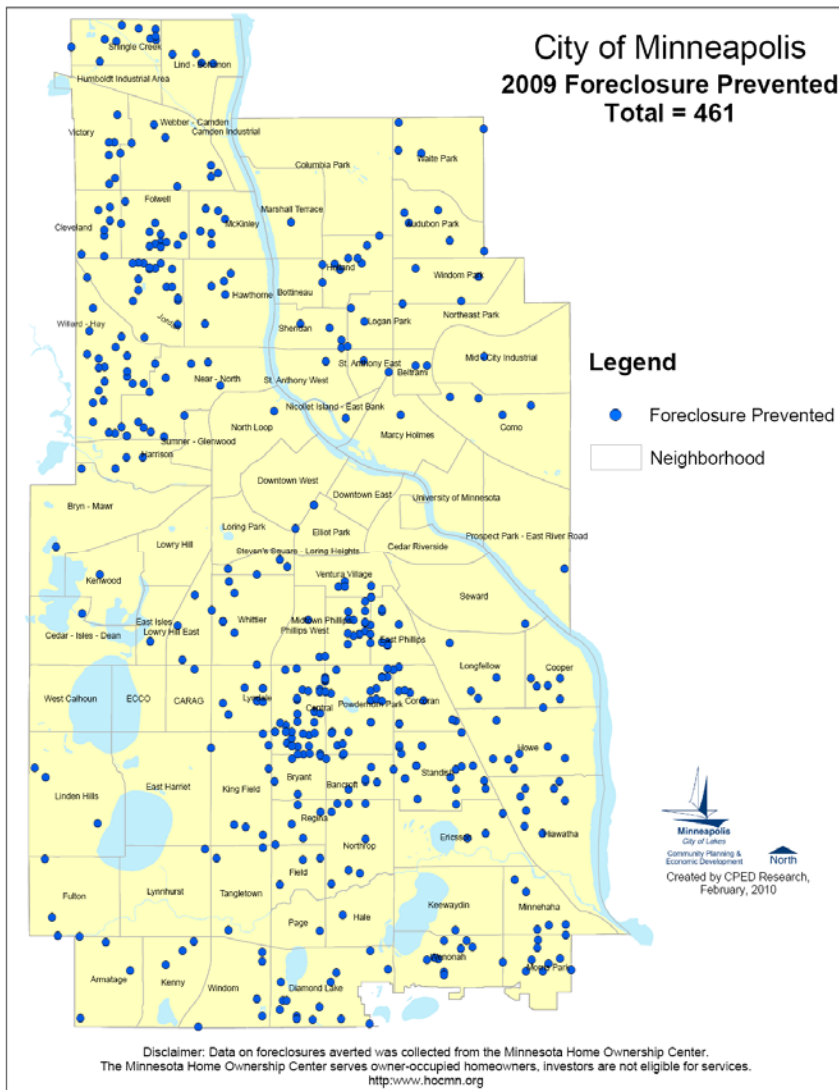 City of Minneapolis
2009 Foreclosure Prevented
Total = 461
Shingle Creek
Lind - Bohannon
Humboldt Industrial Area
Webber - Camden
Camden Industrial
Victory
Columbia Park
Waite Park
Folwell
Marshall Terrace
Cleveland
McKinley
Audubon Park
Holland
Windom Park
Bottineau
Hawthorne
Northeast Park
Jordan
Willard - Hay
Sheridan
Logan Park
Mid - City Industrial
St. Anthony East
Beltrami
Near - North
St. Anthony West
Nicollet Island - East Bank
Como
North Loop
Marcy Holmes
Sumner - Glenwood
Harrison
Downtown West
Downtown East
University of Minnesota
Bryn - Mawr
Loring Park
Elliot Park
Prospect Park - East River Road
Lowry Hill
Cedar Riverside
Steven's Square - Loring Heights
Kenwood
Ventura Village
Seward
East Isles
Whittier
Midtown Phillips
Phillips West
Lowry Hill East
Cedar - Isles - Dean
East Phillips
Longfellow
Cooper
West Calhoun
ECCO
CARAG
Lyndale
Central
Powderhorn Park
Corcoran
Howe
East Harriet
King Field
Bryant
Bancroft
Standish
Linden Hills
Regina
Northrop
Ericsson
Hiawatha
Field
Fulton
Lynnhurst
Tangletown
Keewaydin
Minnehaha
Page
Hale
Wenonah
Morris Park
Armatage
Kenny
Windom
Diamond Lake
Legend
Foreclosure Prevented
Neighborhood
Minneapolis
City of Lakes
Community Planning &
Economic Development
North
Created by CPED Research,
February, 2010
Disclaimer: Data on foreclosures averted was collected from the Minnesota Home Ownership Center.
The Minnesota Home Ownership Center serves owner-occupied homeowners, investors are not eligible for services.
http:www.hocmn.org